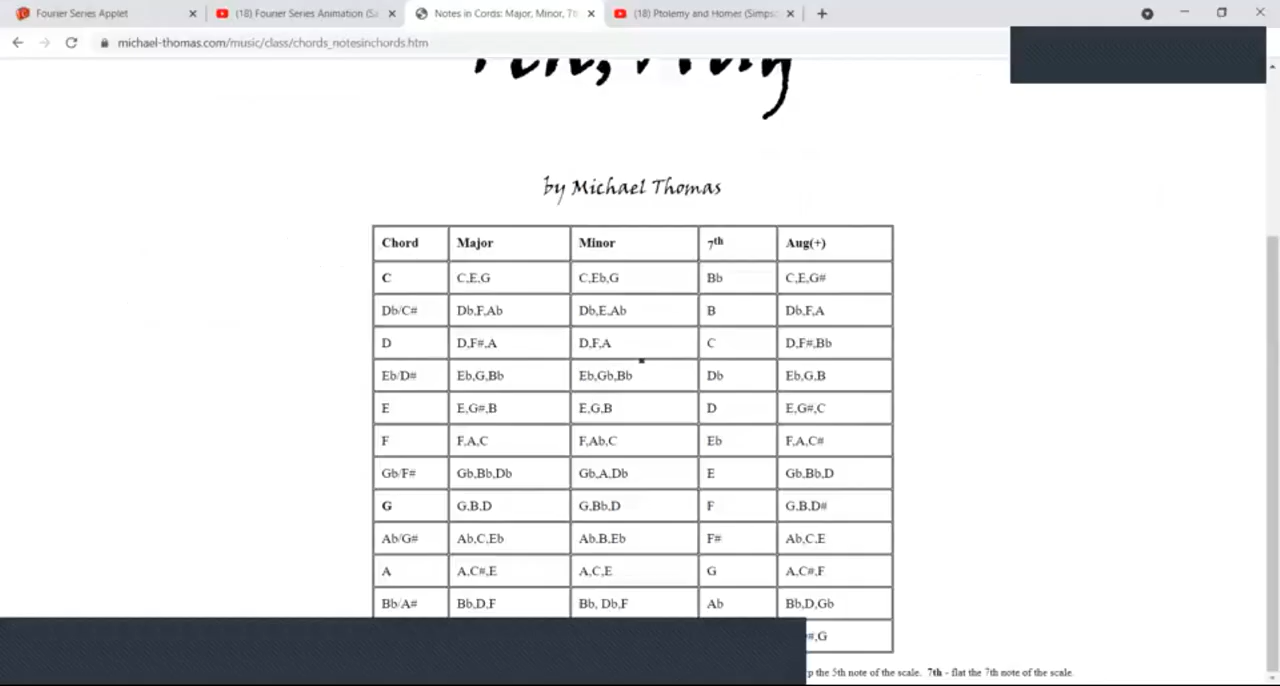 Fourier Series Applet
(18) Fourier Series Animation (Sa
Notes in Cords: Major, Minor, 7th
(18) Ptolemy and Homer (Simpso
michael-thomas.com/music/class/chords_notesinchords.htm
by Michael Thomas
Chord Major Minor 7th Aug(+)
C C,E,G C,Eb,G Bb C,E,G#
Db/C# Db,F,Ab Db,E,Ab B Db,F,A
D D,F#,A D,F,A C D,F#,Bb
Eb/D# Eb,G,Bb Eb,Gb,Bb Db Eb,G,B
E E,G#,B E,G,B D E,G#,C
F F,A,C F,Ab,C Eb F,A,C#
Gb/F# Gb,Bb,Db Gb,A,Db E Gb,Bb,D
G G,B,D G,Bb,D F G,B,D#
Ab/G# Ab,C,Eb Ab,B,Eb F# Ab,C,E
A A,C#,E A,C,E G A,C#,F
Bb/A# Bb,D,F Bb, Db,F Ab Bb,D,Gb
#,G
p the 5th note of the scale. 7th - flat the 7th note of the scale.